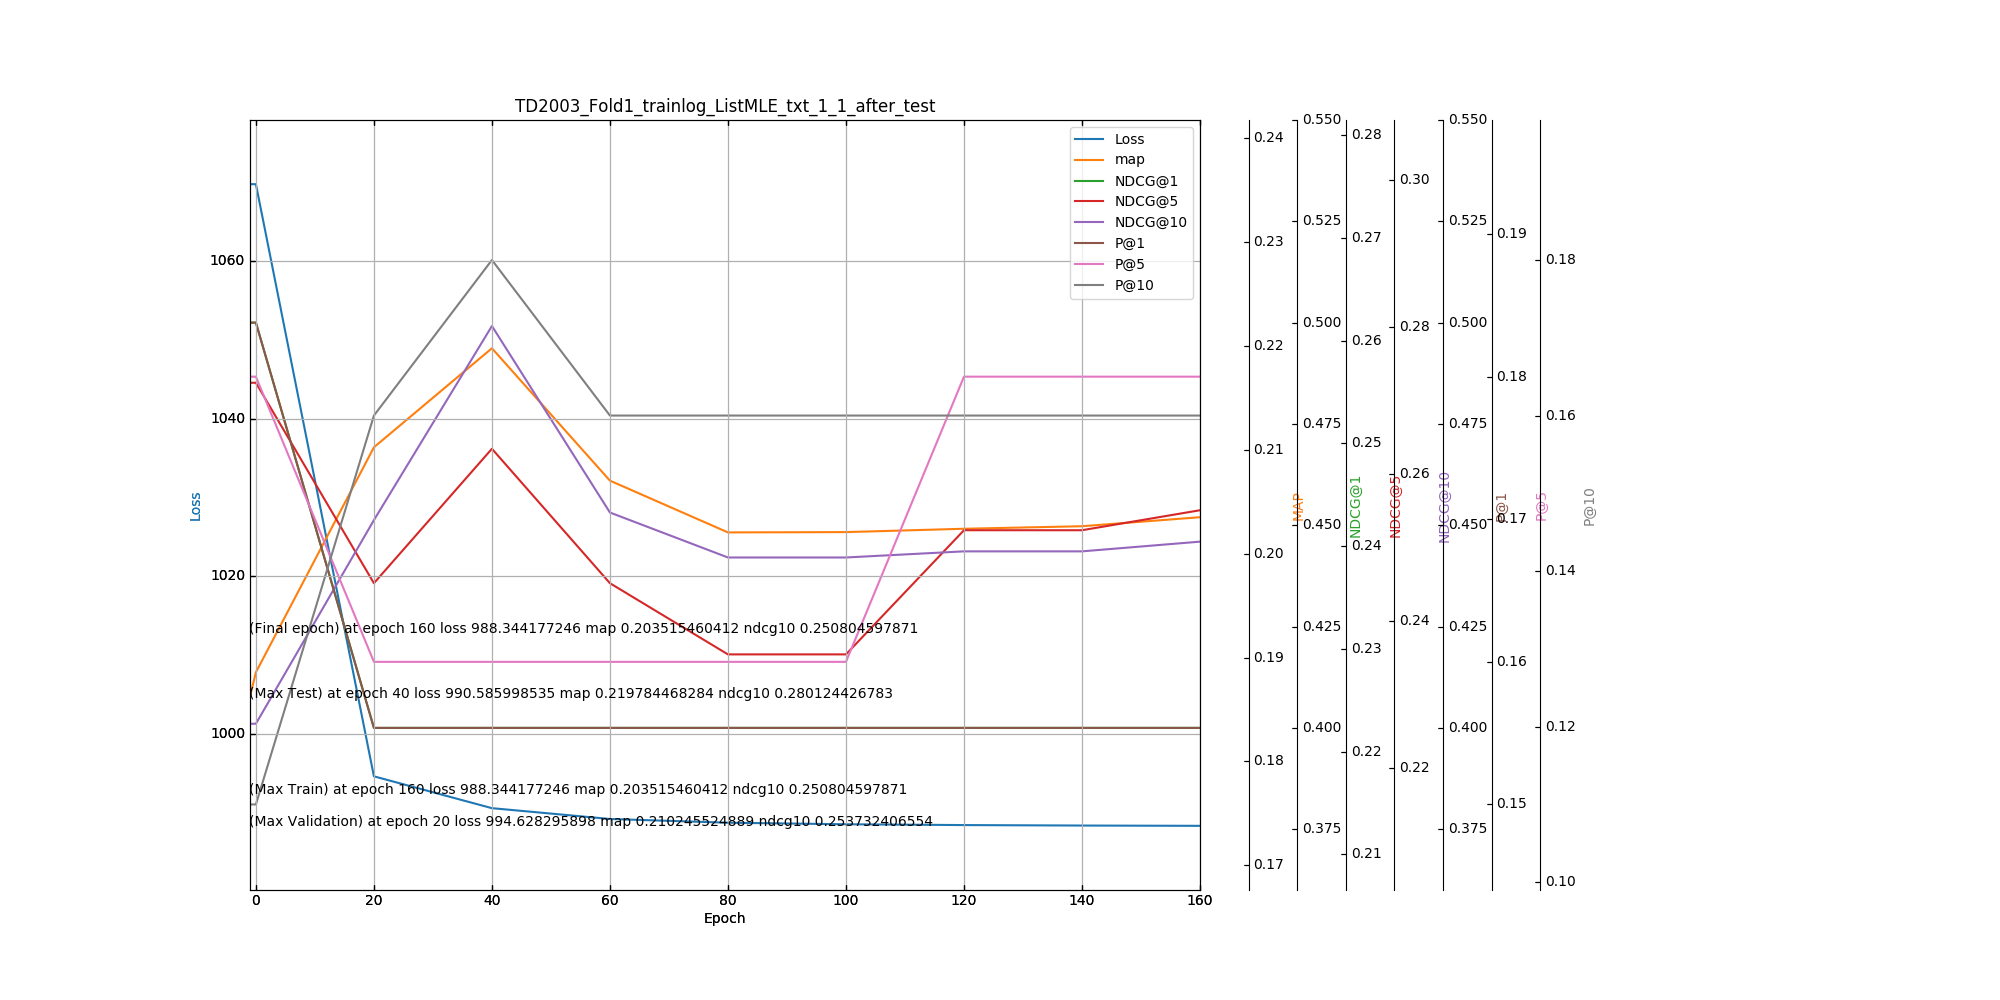 TD2003_Fold1_trainlog_ListMLE_txt_1_1_after_test
Loss
map
NDCG@1
NDCG@5
NDCG@10
P@1
P@5
P@10
1060
1040
1020
1000
Loss
(Final epoch) at epoch 160 loss 988.344177246 map 0.203515460412 ndcg10 0.250804597871
(Max Test) at epoch 40 loss 990.585998535 map 0.219784468284 ndcg10 0.280124426783
(Max Train) at epoch 160 loss 988.344177246 map 0.203515460412 ndcg10 0.250804597871
(Max Validation) at epoch 20 loss 994.628295898 map 0.210245524889 ndcg10 0.253732406554
0 20 40 60 80 100 120 140 160
Epoch
0.24
0.23
0.22
0.21
0.20
0.19
0.18
0.17
MAP
0.550
0.525
0.500
0.475
0.450
0.425
0.400
0.375
NDCG@1
0.28
0.27
0.26
0.25
0.24
0.23
0.22
0.21
NDCG@5
0.30
0.28
0.26
0.24
0.22
NDCG@10
0.550
0.525
0.500
0.475
0.450
0.425
0.400
0.375
P@1
0.19
0.18
0.17
0.16
0.15
P@5
0.18
0.16
0.14
0.12
0.10
P@10